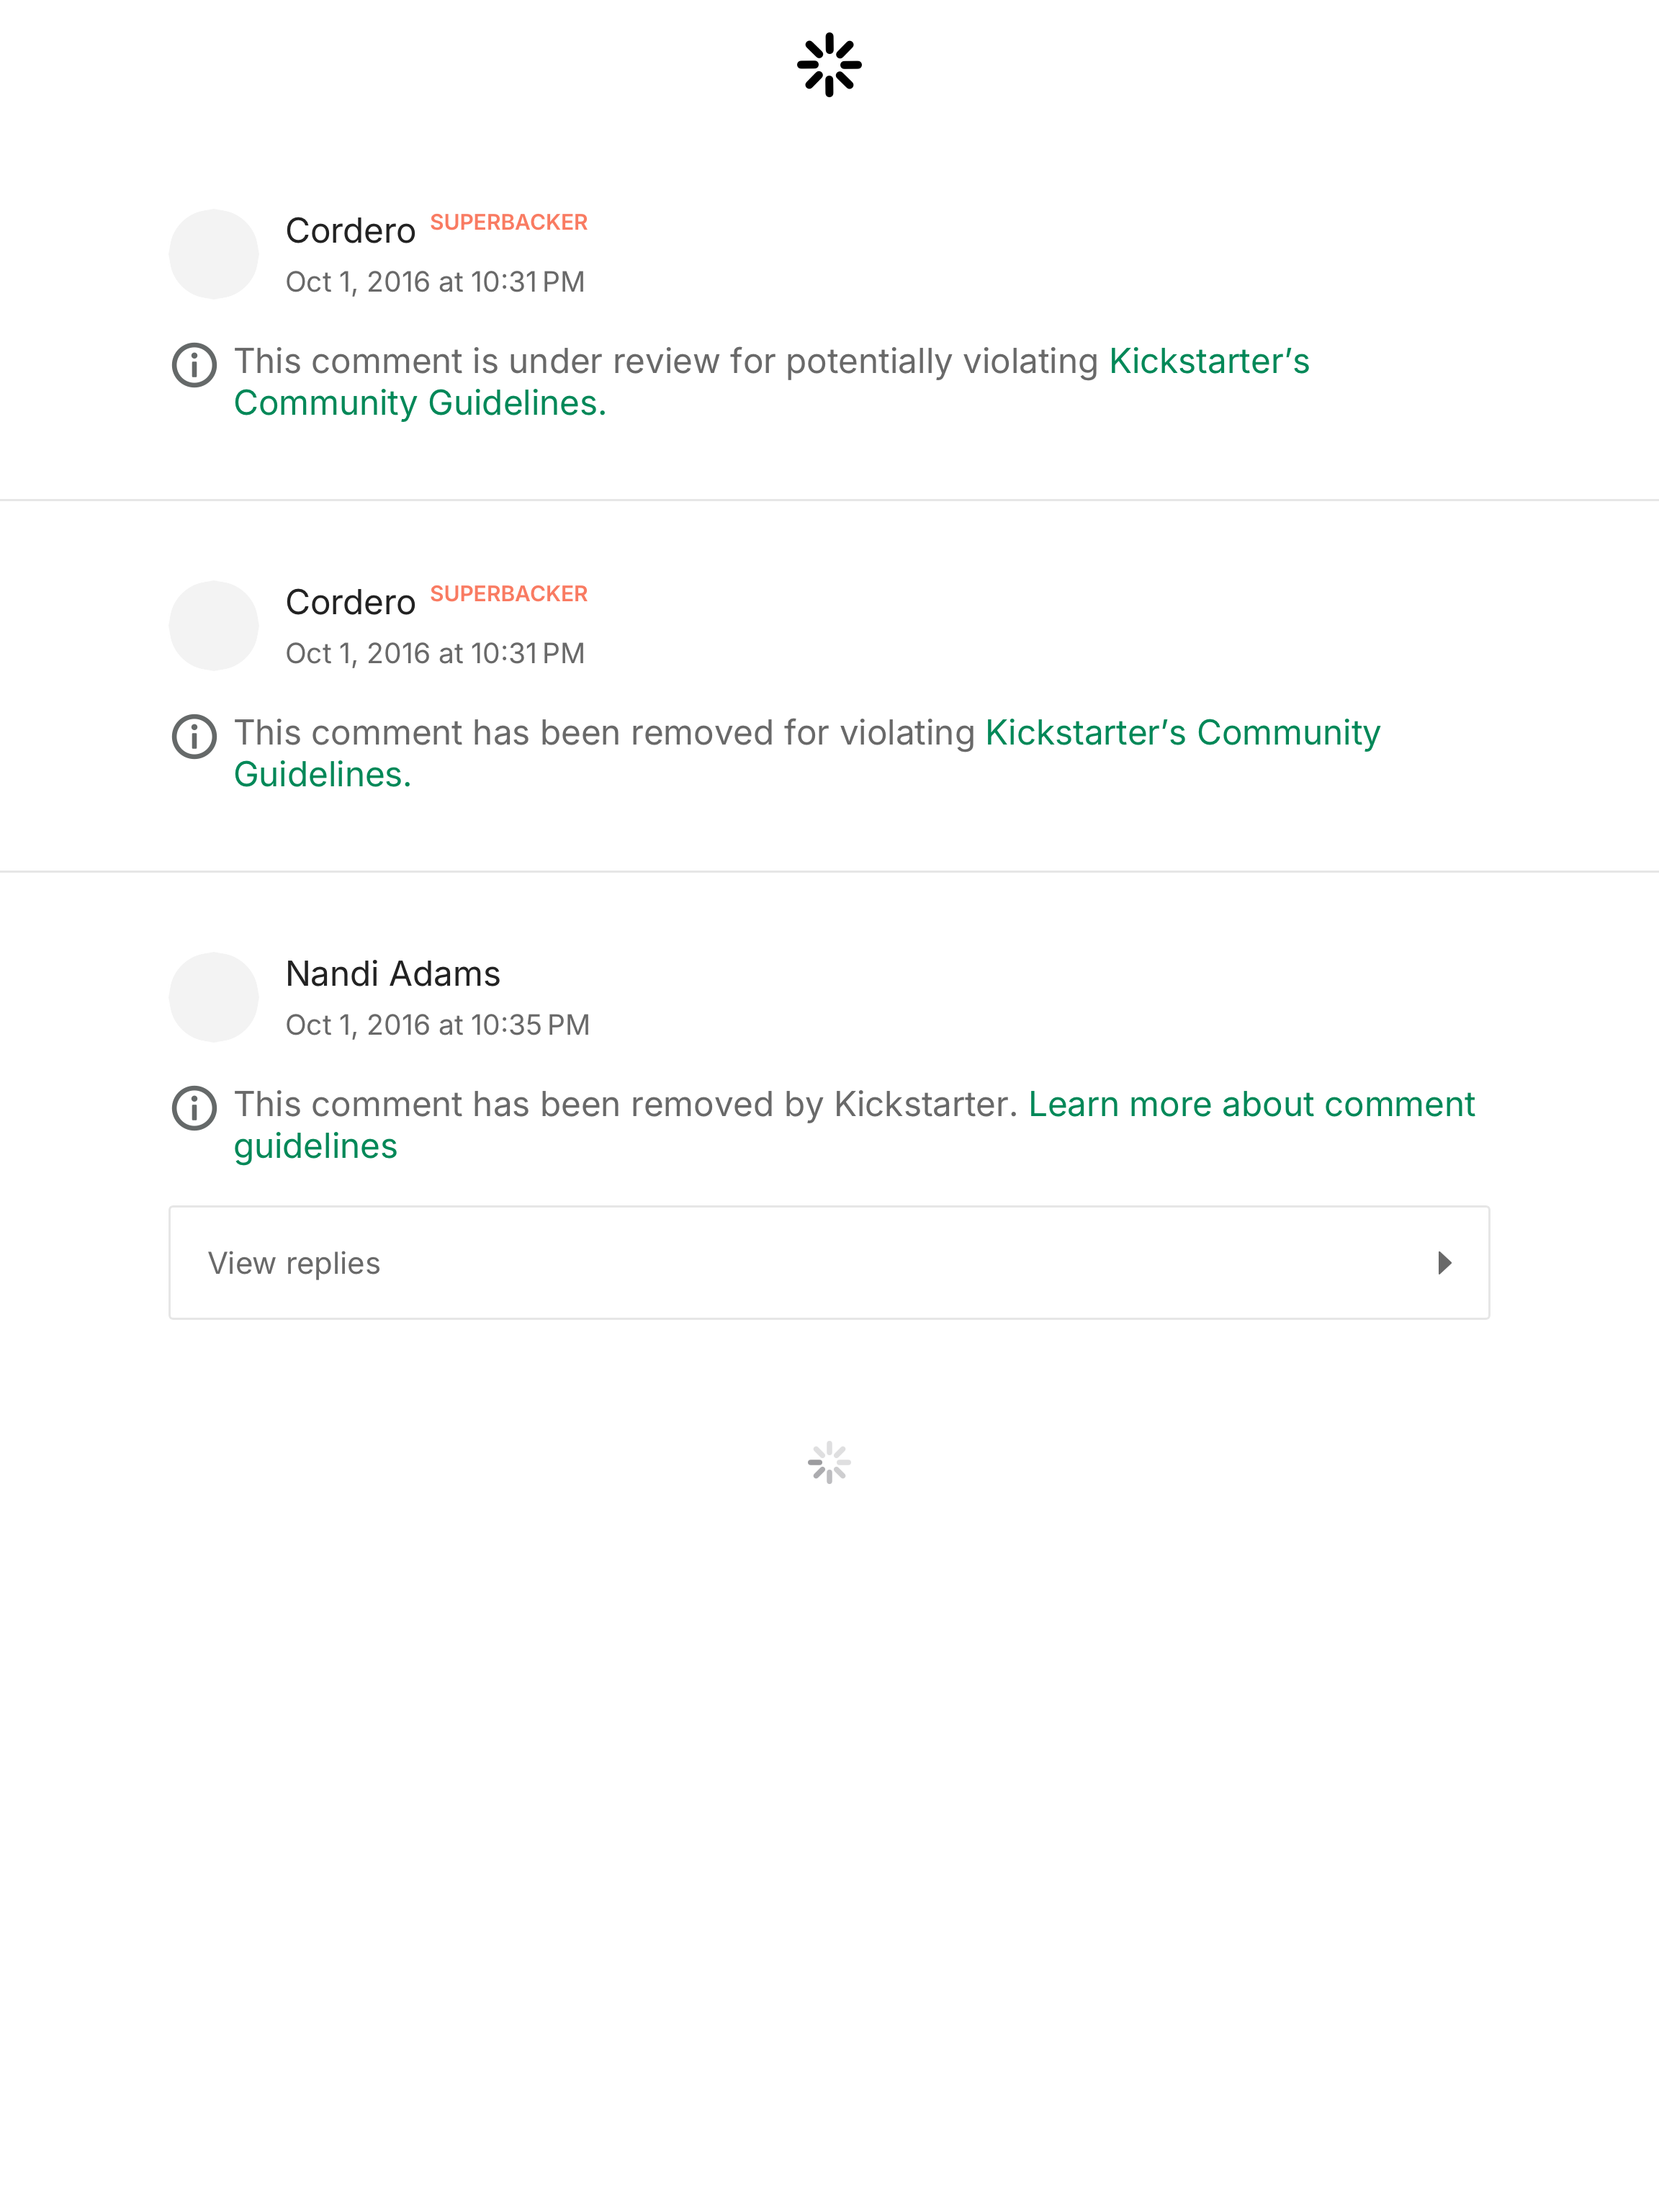 Cordero SUPERBACKER
Oct 1, 2016 at 10:31 PM
This comment is under review for potentially violating Kickstarter’s
Community Guidelines.
Cordero SUPERBACKER
Oct 1, 2016 at 10:31 PM
This comment has been removed for violating Kickstarter’s Community
Guidelines.
Nandi Adams
Oct 1, 2016 at 10:35 PM
This comment has been removed by Kickstarter. Learn more about comment
guidelines
View replies